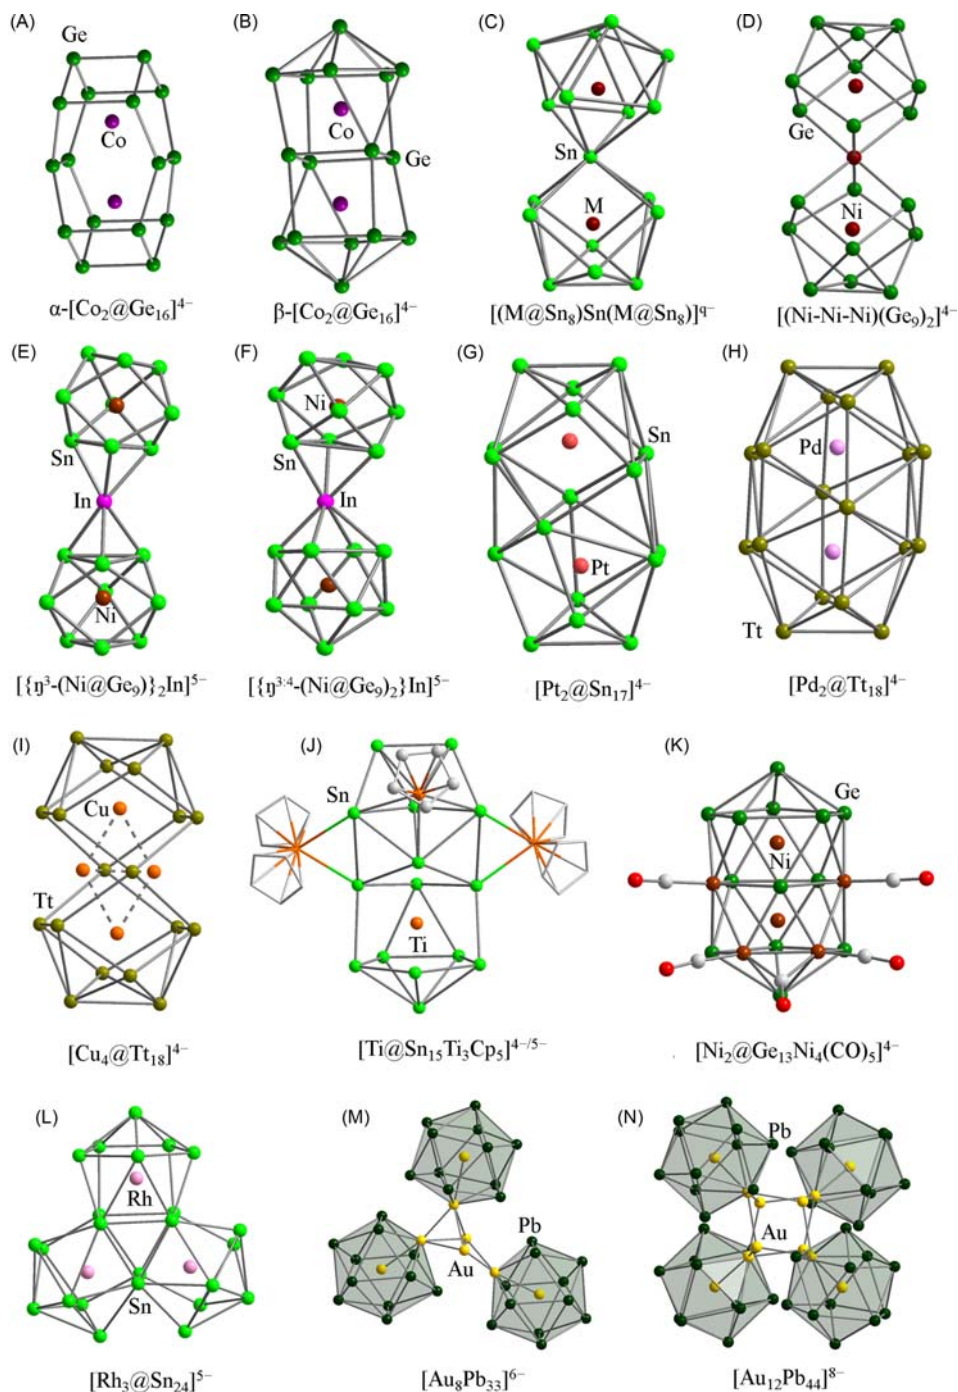 (A) (B) (C) (D)
Ge
Co Co
Ge
Sn
M
Ge
Ni
α-[Co₂@Ge₁₆]⁴⁻ β-[Co₂@Ge₁₆]⁴⁻ [(M@Sn₈)Sn(M@Sn₈)]q⁻ [(Ni-Ni-Ni)(Ge₉)₂]⁴⁻
(E) (F) (G) (H)
Sn
In
Ni
Ni
Sn
In
Sn
Pt
Pd
Tt
[{η³-(Ni@Ge₉)}₂In]⁵⁻ [{η³·⁴-(Ni@Ge₉)₂}In]⁵⁻ [Pt₂@Sn₁₇]⁴⁻ [Pd₂@Tt₁₈]⁴⁻
(I) (J) (K)
Cu
Tt
Sn
Ti
Ge
Ni
[Cu₄@Tt₁₈]⁴⁻ [Ti@Sn₁₅Ti₃Cp₅]⁴⁻/⁵⁻ [Ni₂@Ge₁₃Ni₄(CO)₅]⁴⁻
(L) (M) (N)
Rh
Sn
Pb
Au
Pb
Au
[Rh₃@Sn₂₄]⁵⁻ [Au₈Pb₃₃]⁶⁻ [Au₁₂Pb₄₄]⁸⁻